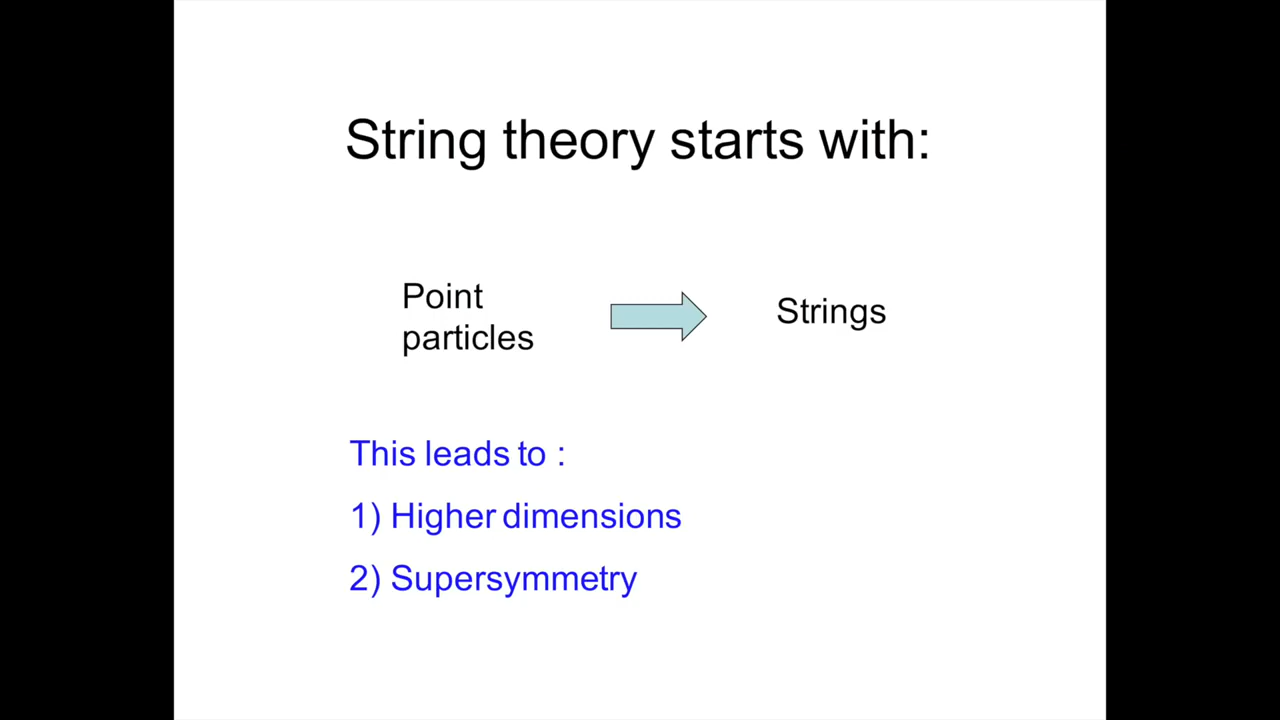 String theory starts with:
Point
particles
Strings
This leads to :
1) Higher dimensions
2) Supersymmetry